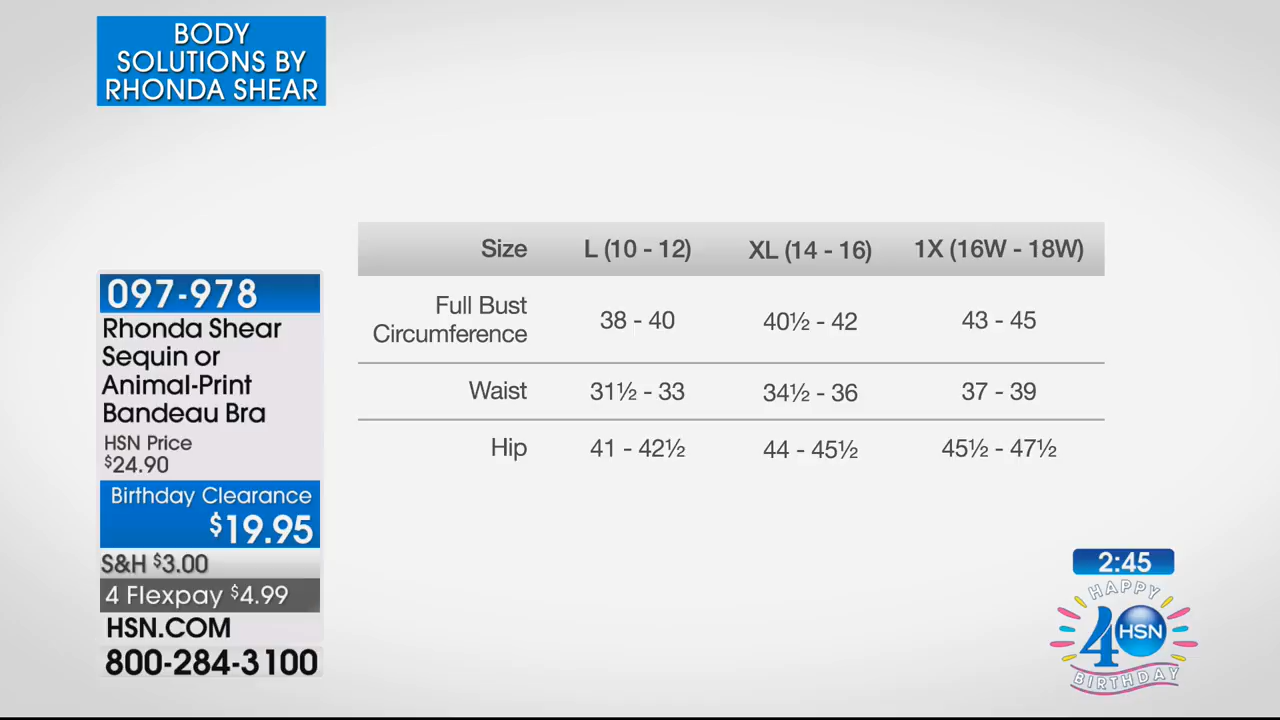 BODY
SOLUTIONS BY
RHONDA SHEAR
Size L (10 - 12) XL (14 - 16) 1X (16W - 18W)
Full Bust
Circumference 38 - 40 40½ - 42 43 - 45
Waist 31½ - 33 34½ - 36 37 - 39
Hip 41 - 42½ 44 - 45½ 45½ - 47½
097-978
Rhonda Shear
Sequin or
Animal-Print
Bandeau Bra
HSN Price
$24.90
Birthday Clearance
$19.95
S&H $3.00
4 Flexpay $4.99
HSN.COM
800-284-3100
2:45
HAPPY
40 HSN
BIRTHDAY